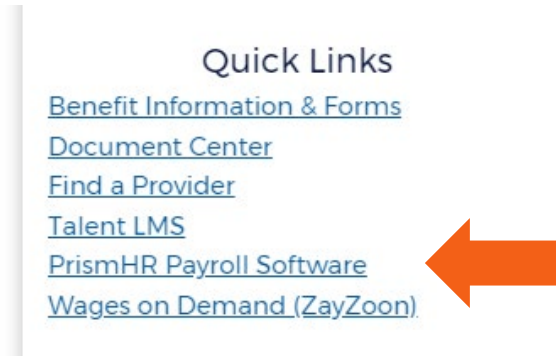 Quick Links
Benefit Information & Forms
Document Center
Find a Provider
Talent LMS
PrismHR Payroll Software
Wages on Demand (ZayZoon)